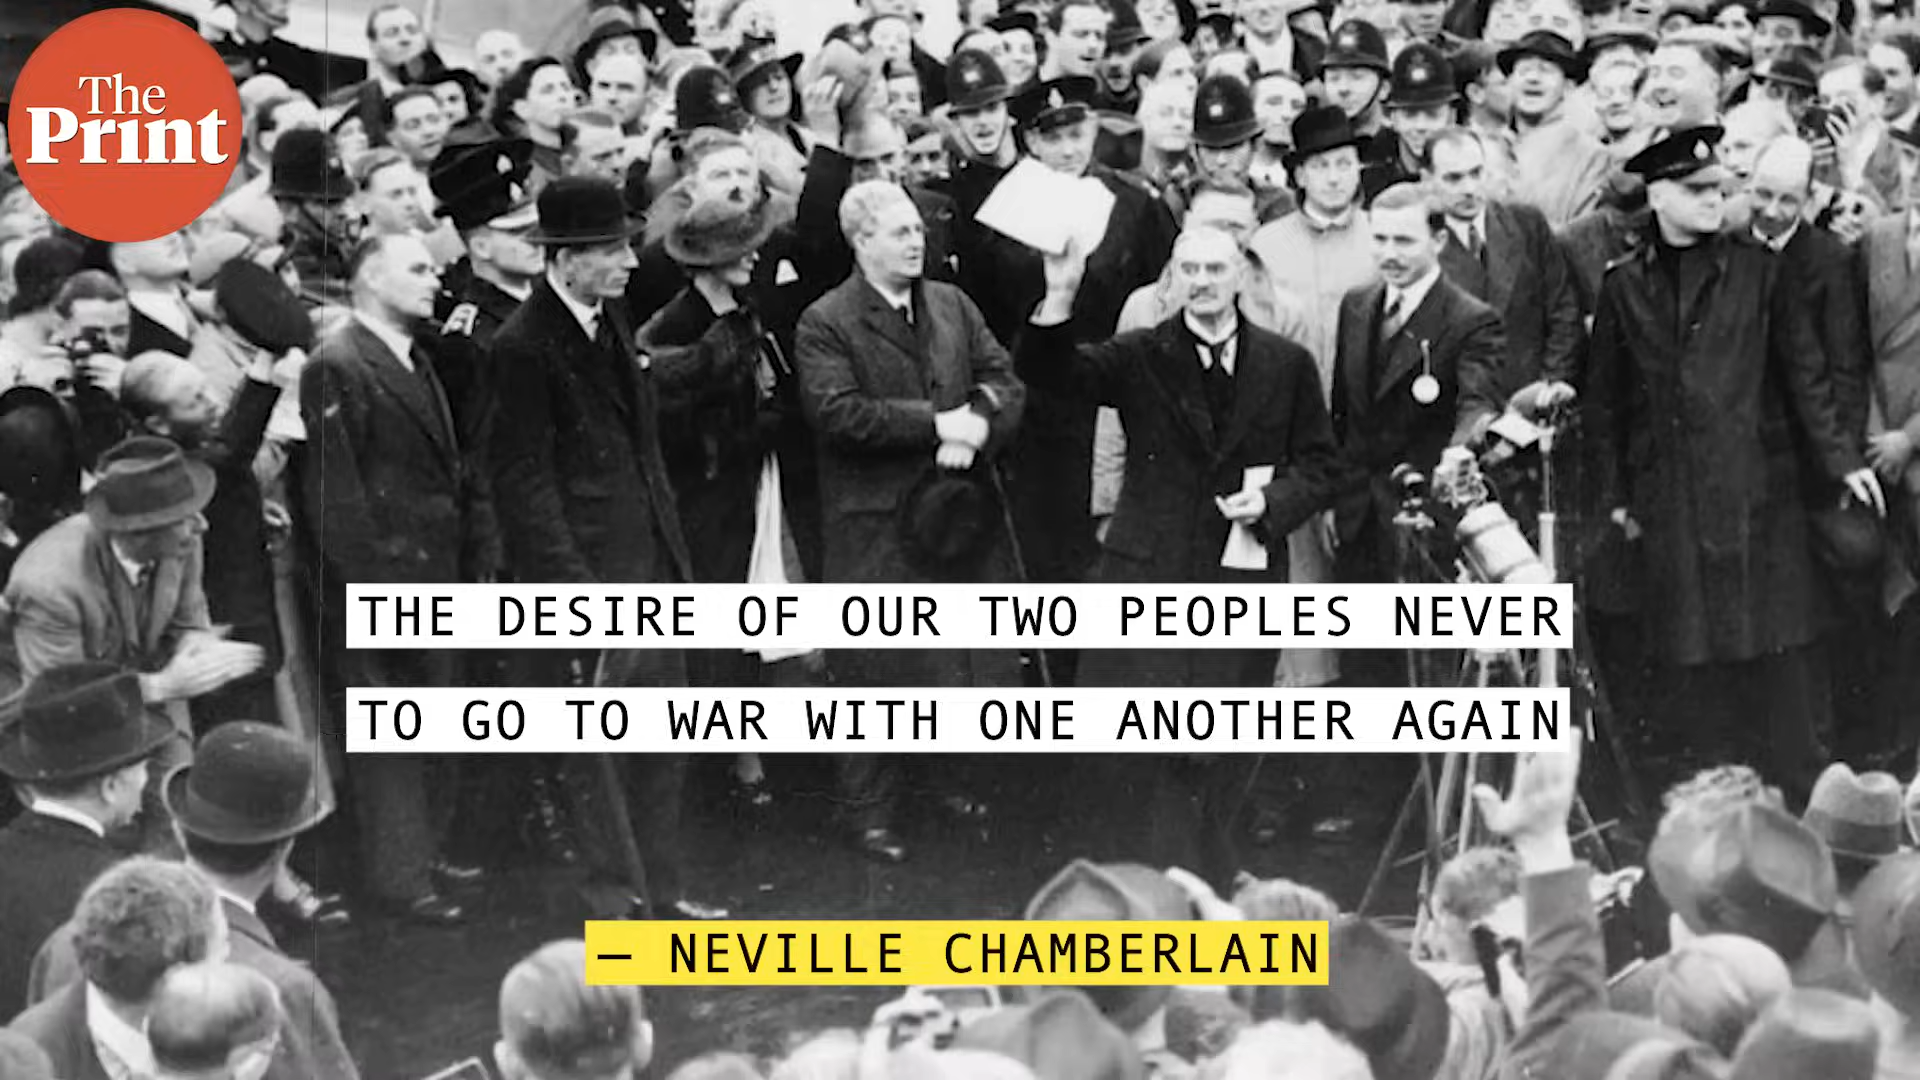 The
Print
THE DESIRE OF OUR TWO PEOPLES NEVER
TO GO TO WAR WITH ONE ANOTHER AGAIN
— NEVILLE CHAMBERLAIN